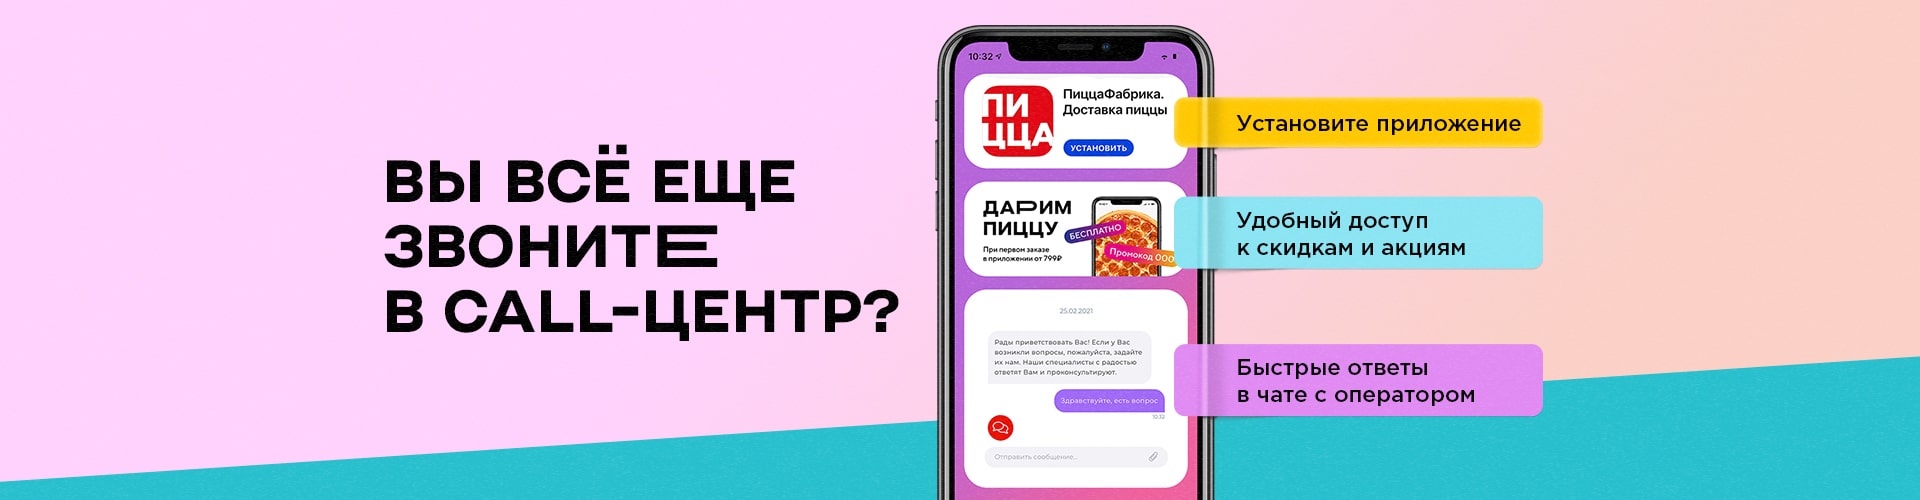 ВЫ ВСЁ ЕЩЕ
ЗВОНИТЕ
В CALL-ЦЕНТР?
10:32
ПИ
ЦЦА
ПиццаФабрика.
Доставка пиццы
УСТАНОВИТЬ
ДАРИМ
ПИЦЦУ
При первом заказе
в приложении от 799₽
БЕСПЛАТНО
Промокод 000
25.02.2021
Рады приветствовать Вас! Если у Вас
возникли вопросы, пожалуйста, задайте
их нам. Наши специалисты с радостью
ответят Вам и проконсультируют.
Здравствуйте, есть вопрос
10:32
Отправить сообщение...
Установите приложение
Удобный доступ
к скидкам и акциям
Быстрые ответы
в чате с оператором